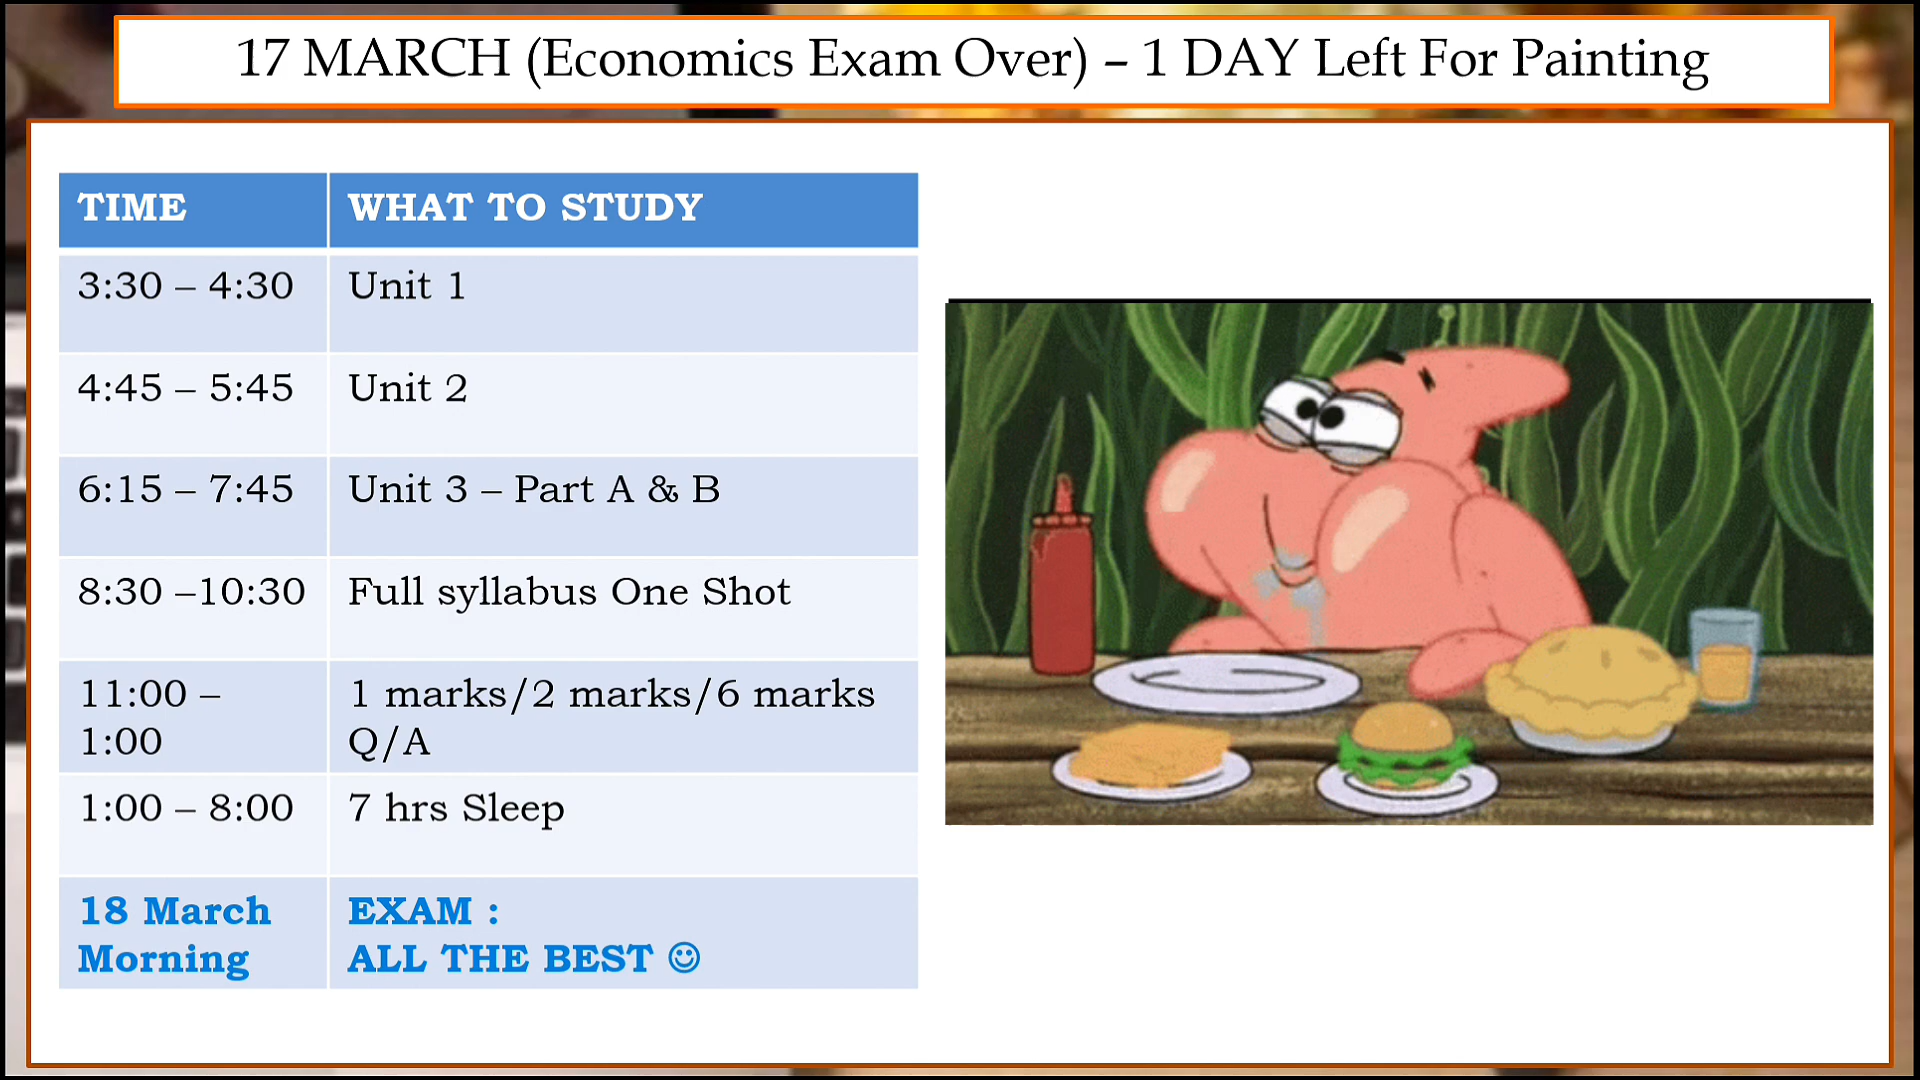 17 MARCH (Economics Exam Over) – 1 DAY Left For Painting
TIME
WHAT TO STUDY
3:30 – 4:30
Unit 1
4:45 – 5:45
Unit 2
6:15 – 7:45
Unit 3 – Part A & B
8:30 –10:30
Full syllabus One Shot
11:00 –
1:00
1 marks/2 marks/6 marks
Q/A
1:00 – 8:00
7 hrs Sleep
18 March
Morning
EXAM :
ALL THE BEST ☺